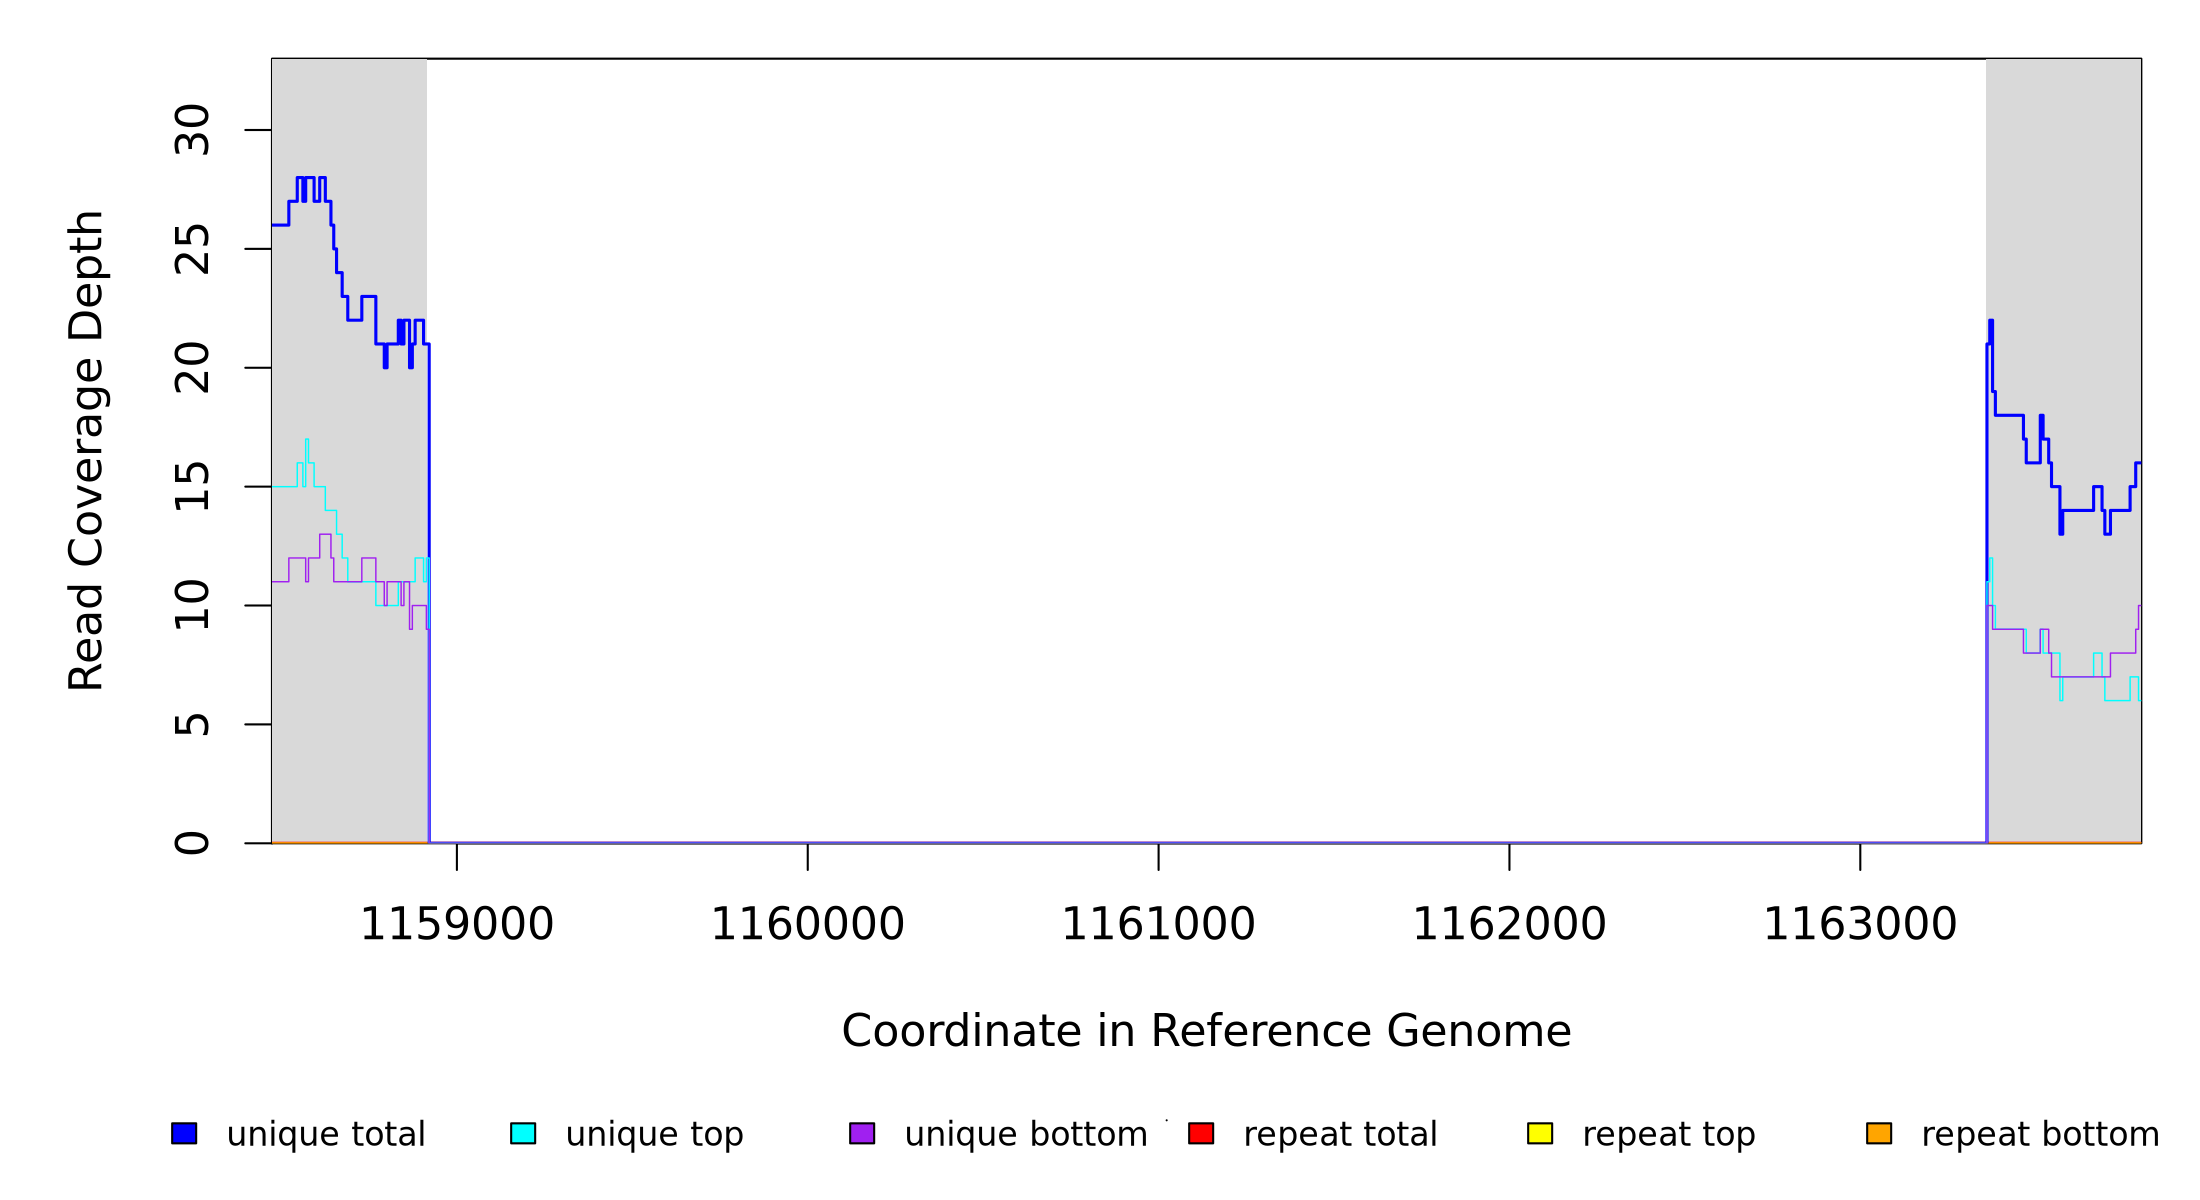 30
25
20
15
10
5
0
Read Coverage Depth
1159000 1160000 1161000 1162000 1163000
Coordinate in Reference Genome
unique total unique top unique bottom repeat total repeat top repeat bottom